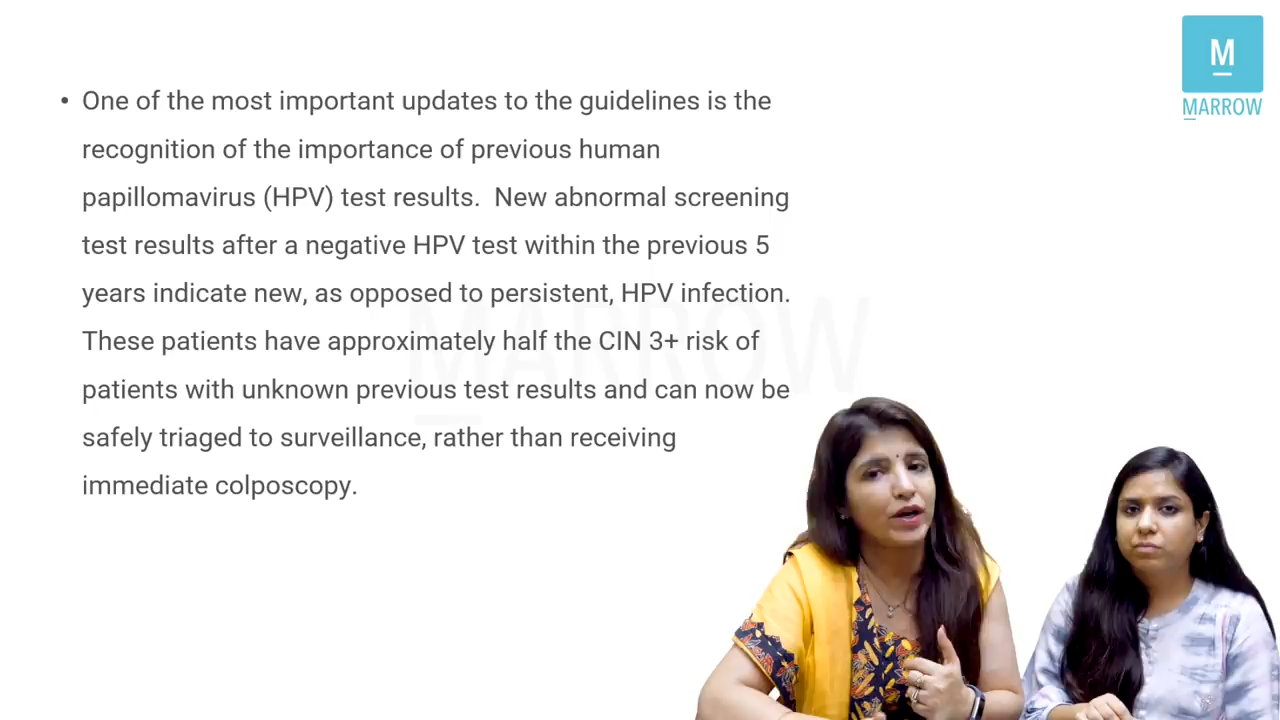 M
MARROW
• One of the most important updates to the guidelines is the
recognition of the importance of previous human
papillomavirus (HPV) test results.  New abnormal screening
test results after a negative HPV test within the previous 5
years indicate new, as opposed to persistent, HPV infection.
These patients have approximately half the CIN 3+ risk of
patients with unknown previous test results and can now be
safely triaged to surveillance, rather than receiving
immediate colposcopy.
MARROW